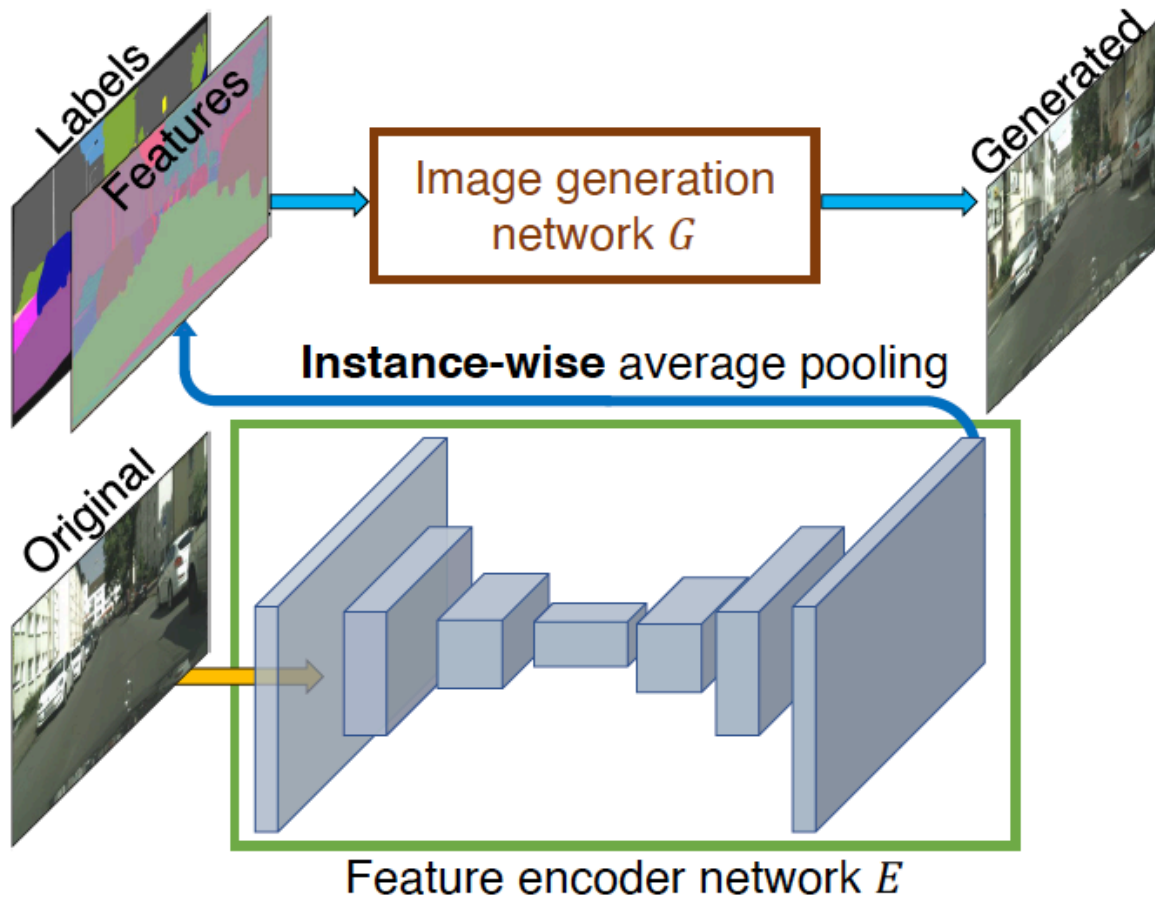 Labels
Features
Image generation
network G
Generated
Instance-wise average pooling
Original
Feature encoder network E